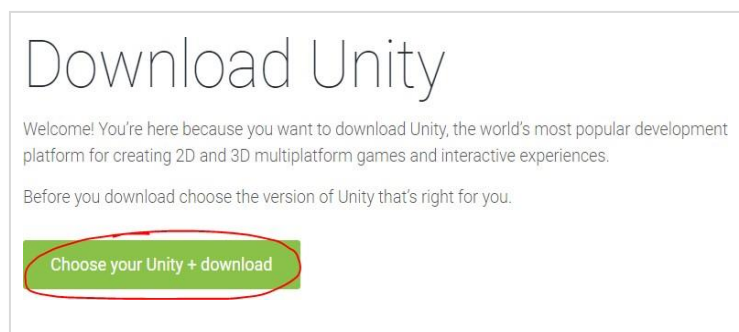 Download Unity
Welcome! You're here because you want to download Unity, the world's most popular development
platform for creating 2D and 3D multiplatform games and interactive experiences.
Before you download choose the version of Unity that's right for you.
Choose your Unity + download